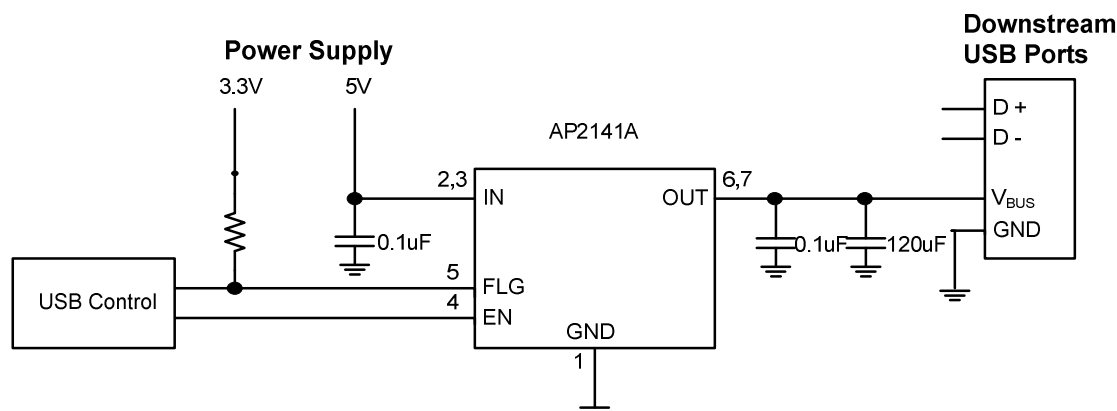 Downstream
USB Ports
Power Supply
3.3V
5V
D +
D -
AP2141A
2,3
IN
OUT
6,7
VBUS
GND
0.1uF
0.1uF
120uF
USB Control
5
FLG
4
EN
GND
1